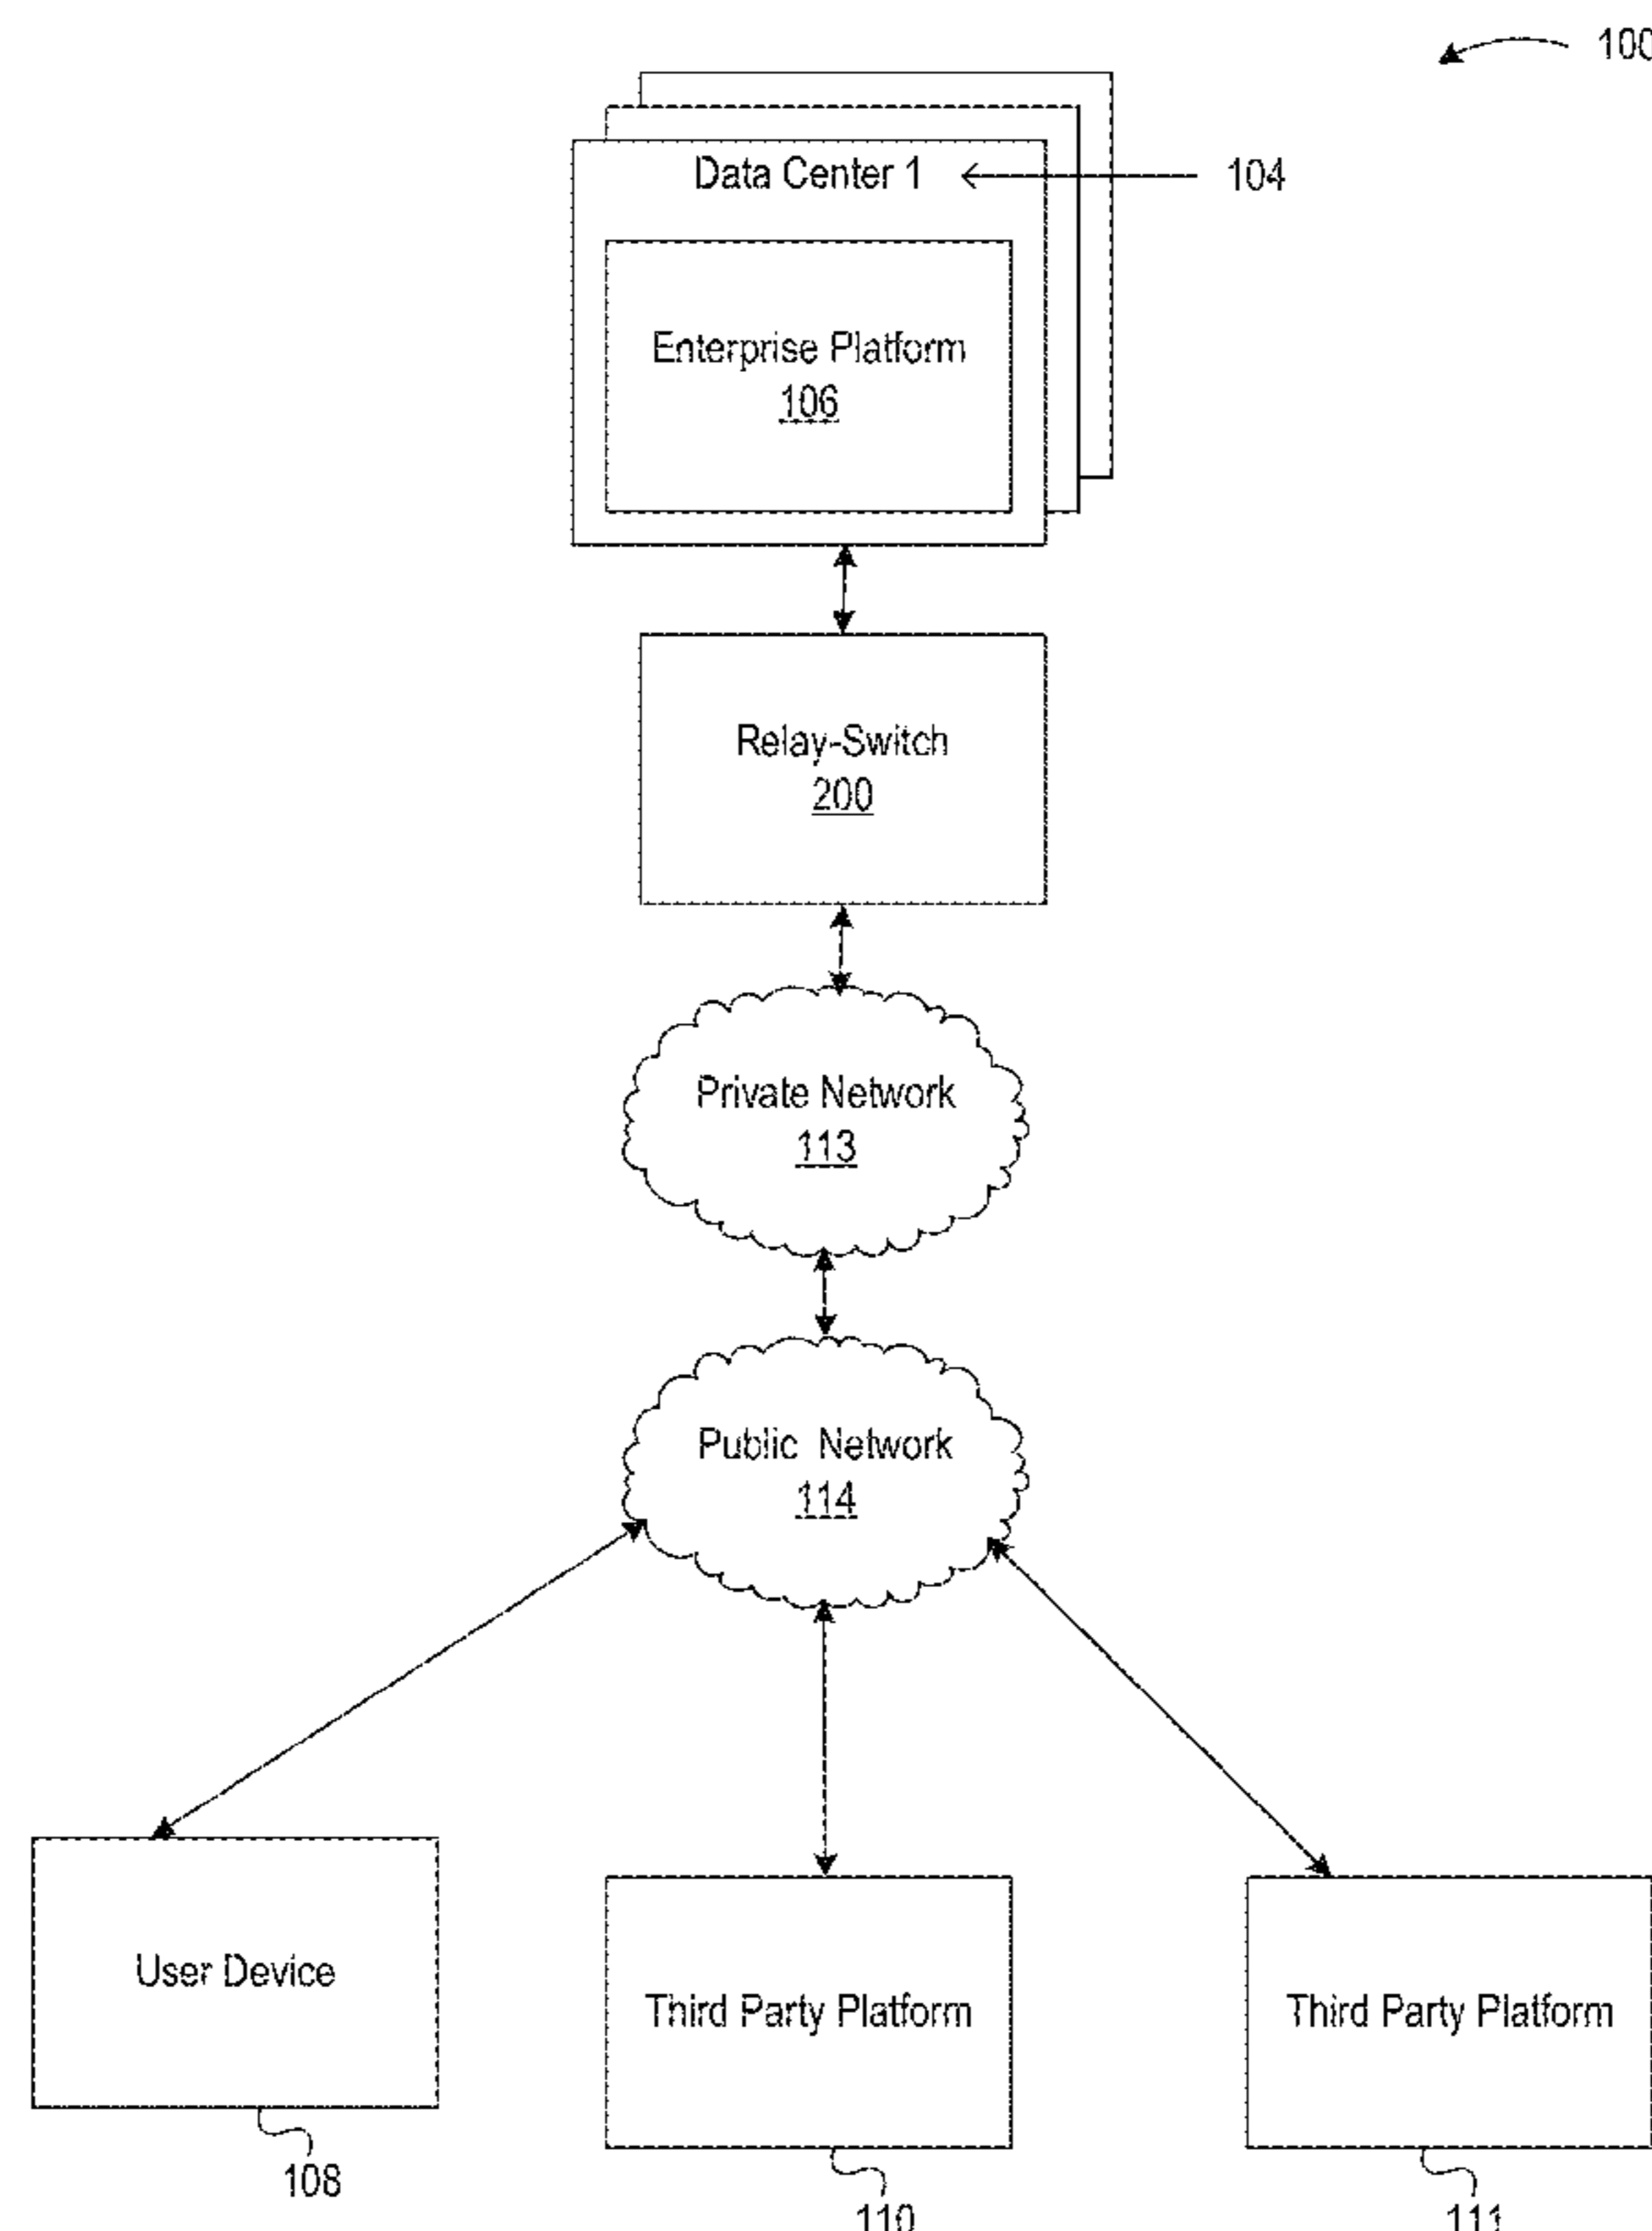 100
Data Center 1
104
Enterprise Platform
106
Relay-Switch
200
Private Network
113
Public Network
114
User Device
Third Party Platform
Third Party Platform
108
110
111